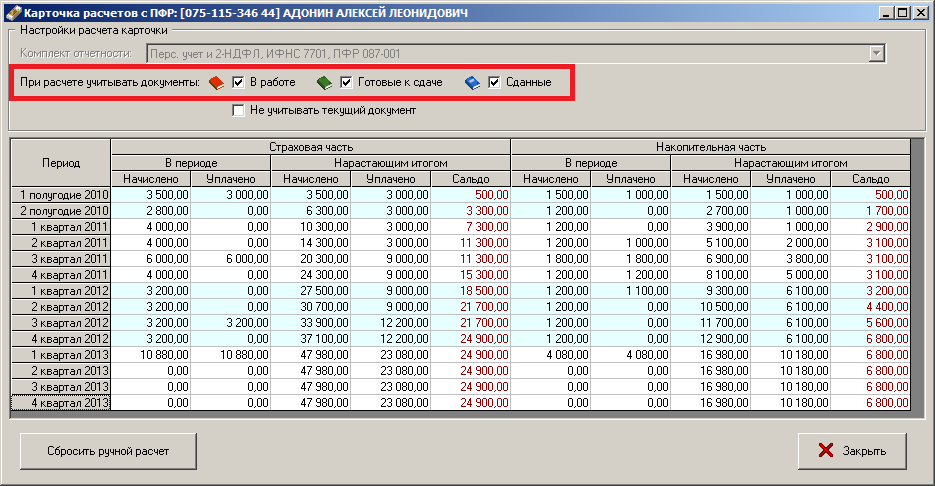 Карточка расчетов с ПФР: [075-115-346 44] АДОНИН АЛЕКСЕЙ ЛЕОНИДОВИЧ
Настройки расчета карточки
Комплект отчетности: Перс. учет и 2-НДФЛ, ИФНС 7701, ПФР 087-001
При расчете учитывать документы: В работе Готовые к сдаче Сданные
Не учитывать текущий документ
Период Страховая часть Накопительная часть
В периоде Нарастающим итогом В периоде Нарастающим итогом
Начислено Уплачено Начислено Уплачено Сальдо Начислено Уплачено Начислено Уплачено Сальдо
1 полугодие 2010 3 500,00 3 000,00 3 500,00 3 000,00 500,00 1 500,00 1 000,00 1 500,00 1 000,00 500,00
2 полугодие 2010 2 800,00 0,00 6 300,00 3 000,00 3 300,00 1 200,00 0,00 2 700,00 1 000,00 1 700,00
1 квартал 2011 4 000,00 0,00 10 300,00 3 000,00 7 300,00 1 200,00 0,00 3 900,00 1 000,00 2 900,00
2 квартал 2011 4 000,00 0,00 14 300,00 3 000,00 11 300,00 1 200,00 1 000,00 5 100,00 2 000,00 3 100,00
3 квартал 2011 6 000,00 6 000,00 20 300,00 9 000,00 11 300,00 1 800,00 1 800,00 6 900,00 3 800,00 3 100,00
4 квартал 2011 4 000,00 0,00 24 300,00 9 000,00 15 300,00 1 200,00 1 200,00 8 100,00 5 000,00 3 100,00
1 квартал 2012 3 200,00 0,00 27 500,00 9 000,00 18 500,00 1 200,00 1 100,00 9 300,00 6 100,00 3 200,00
2 квартал 2012 3 200,00 0,00 30 700,00 9 000,00 21 700,00 1 200,00 0,00 10 500,00 6 100,00 4 400,00
3 квартал 2012 3 200,00 3 200,00 33 900,00 12 200,00 21 700,00 1 200,00 0,00 11 700,00 6 100,00 5 600,00
4 квартал 2012 3 200,00 0,00 37 100,00 12 200,00 24 900,00 1 200,00 0,00 12 900,00 6 100,00 6 800,00
1 квартал 2013 10 880,00 10 880,00 47 980,00 23 080,00 24 900,00 4 080,00 4 080,00 16 980,00 10 180,00 6 800,00
2 квартал 2013 0,00 0,00 47 980,00 23 080,00 24 900,00 0,00 0,00 16 980,00 10 180,00 6 800,00
3 квартал 2013 0,00 0,00 47 980,00 23 080,00 24 900,00 0,00 0,00 16 980,00 10 180,00 6 800,00
4 квартал 2013 0,00 0,00 47 980,00 23 080,00 24 900,00 0,00 0,00 16 980,00 10 180,00 6 800,00
Сбросить ручной расчет Закрыть